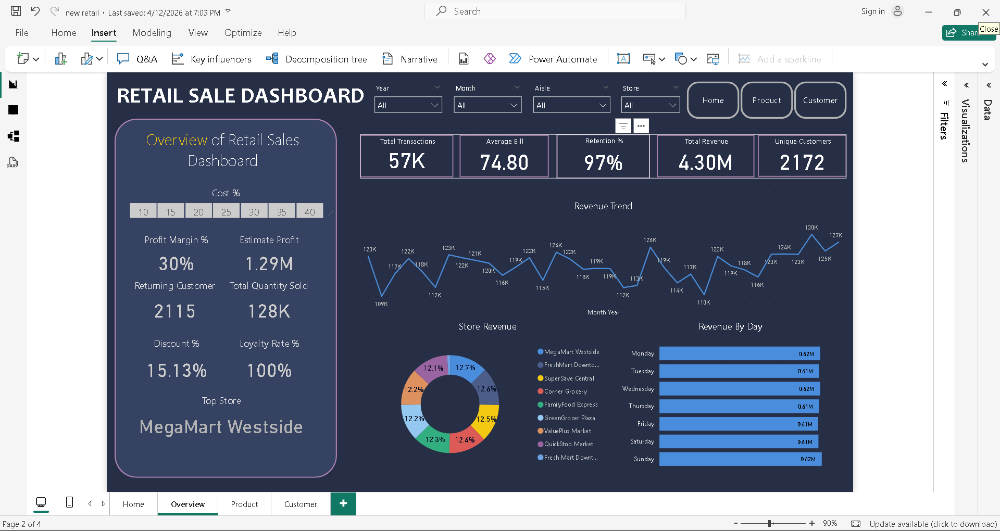 new retail • Last saved: 4/12/2026 at 7:03 PM
Search
Sign in
File Home Insert Modeling View Optimize Help
Share
Close
Q&A Key influencers Decomposition tree Narrative Power Automate Add a sparkline
DAX
RETAIL SALE DASHBOARD
Year Month Aisle Store
All All All All
Home Product Customer
Overview of Retail Sales
Dashboard
Cost %
10 15 20 25 30 35 40
Profit Margin % Estimate Profit
30% 1.29M
Returning Customer Total Quantity Sold
2115 128K
Discount % Loyalty Rate %
15.13% 100%
Top Store
MegaMart Westside
Total Transactions Average Bill Retention % Total Revenue Unique Customers
57K 74.80 97% 4.30M 2172
Revenue Trend
123K 109K 117K 122K 118K 112K 123K 122K 121K 120K 116K 119K 122K 115K 124K 122K 118K 119K 119K 112K 113K 126K 119K 114K 117K 110K 123K 119K 118K 116K 123K 124K 123K 130K 125K 127K
Month Year
Store Revenue
12.7%
12.6%
12.5%
12.4%
12.3%
12.2%
12.2%
12.1%
MegaMart Westside
FreshMart Downto...
SuperSave Central
Corner Grocery
FamilyFood Express
GreenGrocer Plaza
ValuePlus Market
QuickStop Market
Fresh Mart Downt...
Revenue By Day
Monday 0.62M
Tuesday 0.61M
Wednesday 0.62M
Thursday 0.61M
Friday 0.61M
Saturday 0.61M
Sunday 0.62M
Filters
Visualizations
Data
Home Overview Product Customer
Page 2 of 4
90%
Update available (click to download)